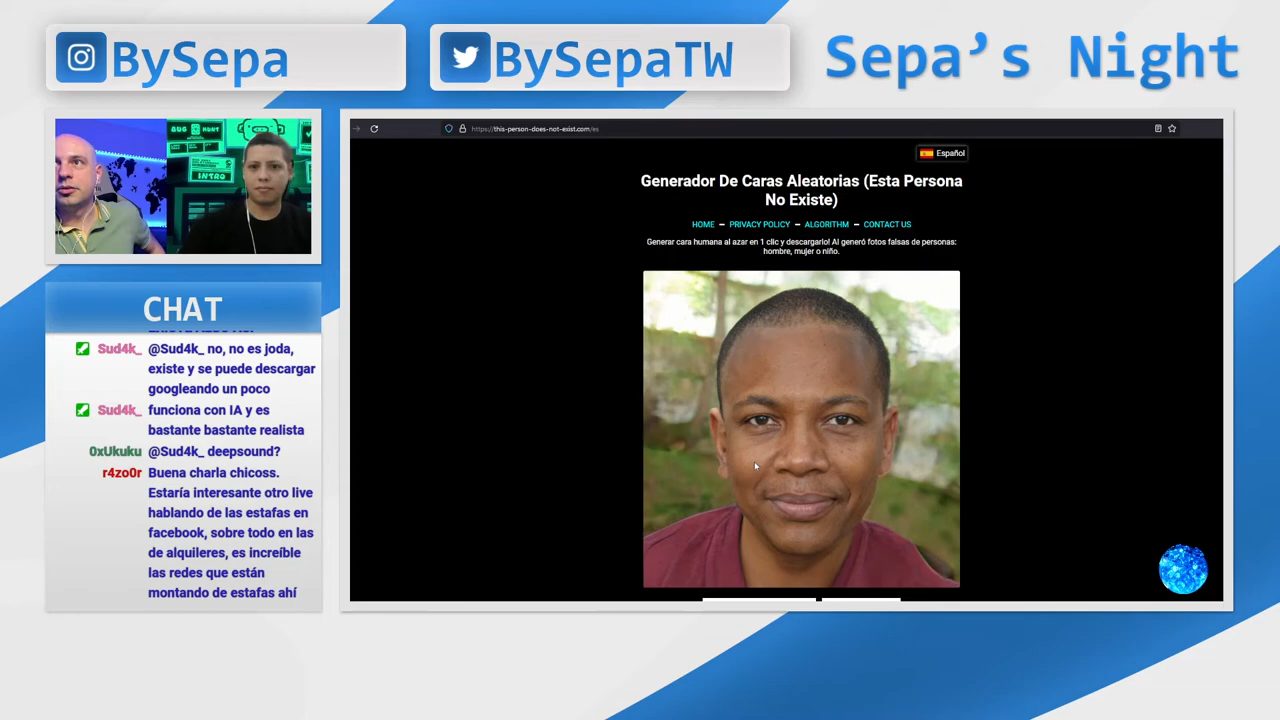 BySepa
BySepaTW
Sepa’s Night
BUG HUNT
INTRO
CHAT
Sud4k_ @Sud4k_ no, no es joda,
existe y se puede descargar
googleando un poco
Sud4k_ funciona con IA y es
bastante bastante realista
0xUkuku @Sud4k_ deepsound?
r4zo0r Buena charla chicoss.
Estaría interesante otro live
hablando de las estafas en
facebook, sobre todo en las
de alquileres, es increíble
las redes que están
montando de estafas ahí
https://this-person-does-not-exist.com/es
Español
Generador De Caras Aleatorias (Esta Persona
No Existe)
HOME – PRIVACY POLICY – ALGORITHM – CONTACT US
Generar cara humana al azar en 1 clic y descargarlo! AI generó fotos falsas de personas:
hombre, mujer o niño.